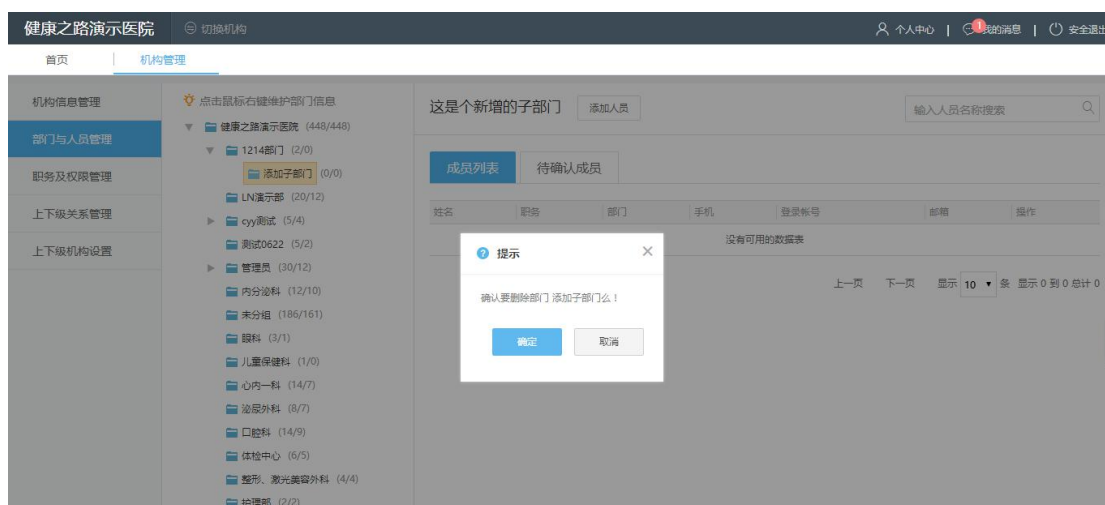 健康之路演示医院 切换机构 个人中心 | 1 我的消息 | 安全退出
首页 机构管理
机构信息管理
部门与人员管理
职务及权限管理
上下级关系管理
上下级机构设置
点击鼠标右键维护部门信息
健康之路演示医院 (448/448)
1214部门 (2/0)
添加子部门 (0/0)
LN演示部 (20/12)
cyy测试 (5/4)
测试0622 (5/2)
管理员 (30/12)
内分泌科 (12/10)
未分组 (186/161)
眼科 (3/1)
儿童保健科 (1/0)
心内一科 (14/7)
泌尿外科 (8/7)
口腔科 (14/9)
体检中心 (6/5)
整形、激光美容外科 (4/4)
护理部 (2/2)
这是个新增的子部门 添加人员 输入人员名称搜索
成员列表 待确认成员
姓名 职务 部门 手机 登录帐号 邮箱 操作
没有可用的数据表
上一页 下一页 显示 10 条 显示 0 到 0 总计 0
提示
确认要删除部门 添加子部门么！
确定 取消